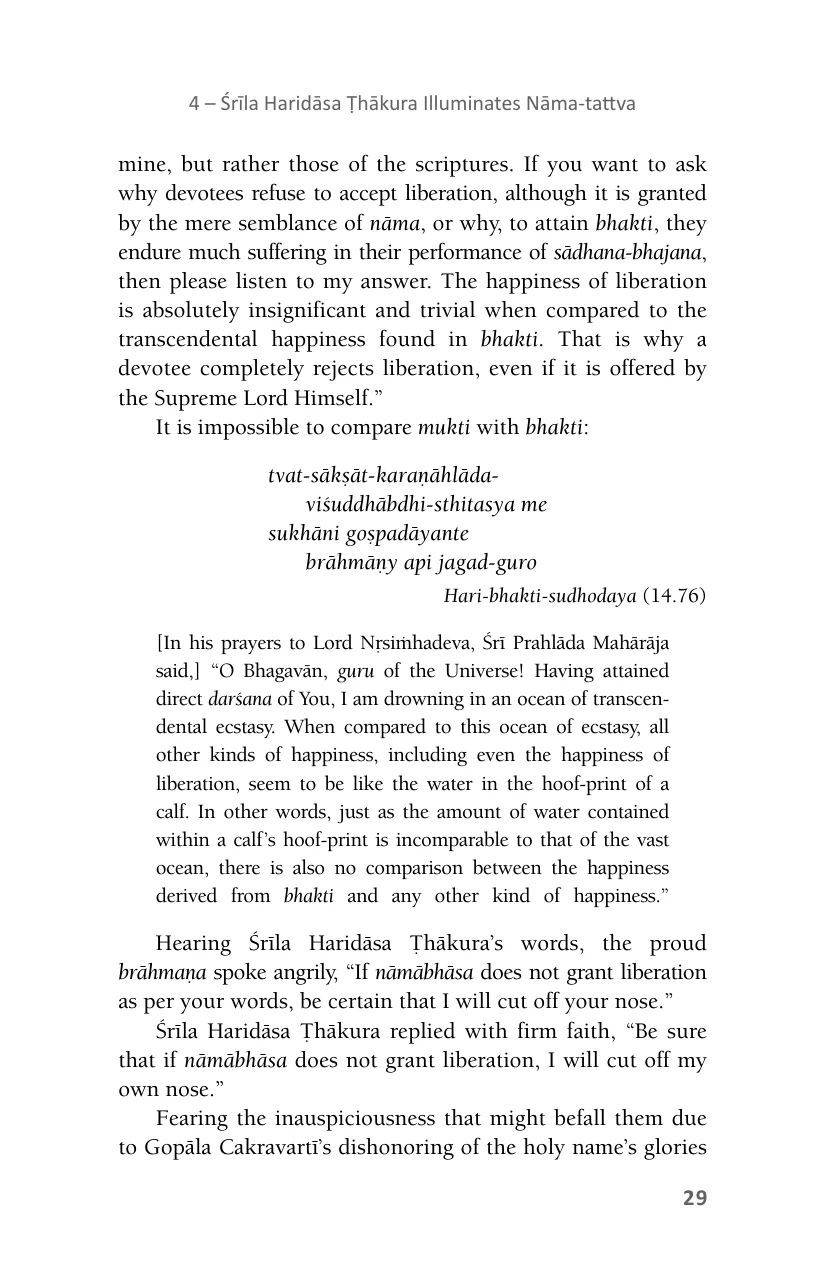 4 – Śrīla Haridāsa Ṭhākura Illuminates Nāma-tattva
mine, but rather those of the scriptures. If you want to ask
why devotees refuse to accept liberation, although it is granted
by the mere semblance of nāma, or why, to attain bhakti, they
endure much suffering in their performance of sādhana-bhajana,
then please listen to my answer. The happiness of liberation
is absolutely insignificant and trivial when compared to the
transcendental happiness found in bhakti. That is why a
devotee completely rejects liberation, even if it is offered by
the Supreme Lord Himself.”
It is impossible to compare mukti with bhakti:
tvat-sākṣāt-karaṇāhlāda-
viśuddhābdhi-sthitasya me
sukhāni goṣpadāyante
brāhmāṇy api jagad-guro
Hari-bhakti-sudhodaya (14.76)
[In his prayers to Lord Nṛsiṁhadeva, Śrī Prahlāda Mahārāja
said,] “O Bhagavān, guru of the Universe! Having attained
direct darśana of You, I am drowning in an ocean of transcen-
dental ecstasy. When compared to this ocean of ecstasy, all
other kinds of happiness, including even the happiness of
liberation, seem to be like the water in the hoof-print of a
calf. In other words, just as the amount of water contained
within a calf’s hoof-print is incomparable to that of the vast
ocean, there is also no comparison between the happiness
derived from bhakti and any other kind of happiness.”
Hearing Śrīla Haridāsa Ṭhākura’s words, the proud
brāhmaṇa spoke angrily, “If nāmābhāsa does not grant liberation
as per your words, be certain that I will cut off your nose.”
Śrīla Haridāsa Ṭhākura replied with firm faith, “Be sure
that if nāmābhāsa does not grant liberation, I will cut off my
own nose.”
Fearing the inauspiciousness that might befall them due
to Gopāla Cakravartī’s dishonoring of the holy name’s glories
29